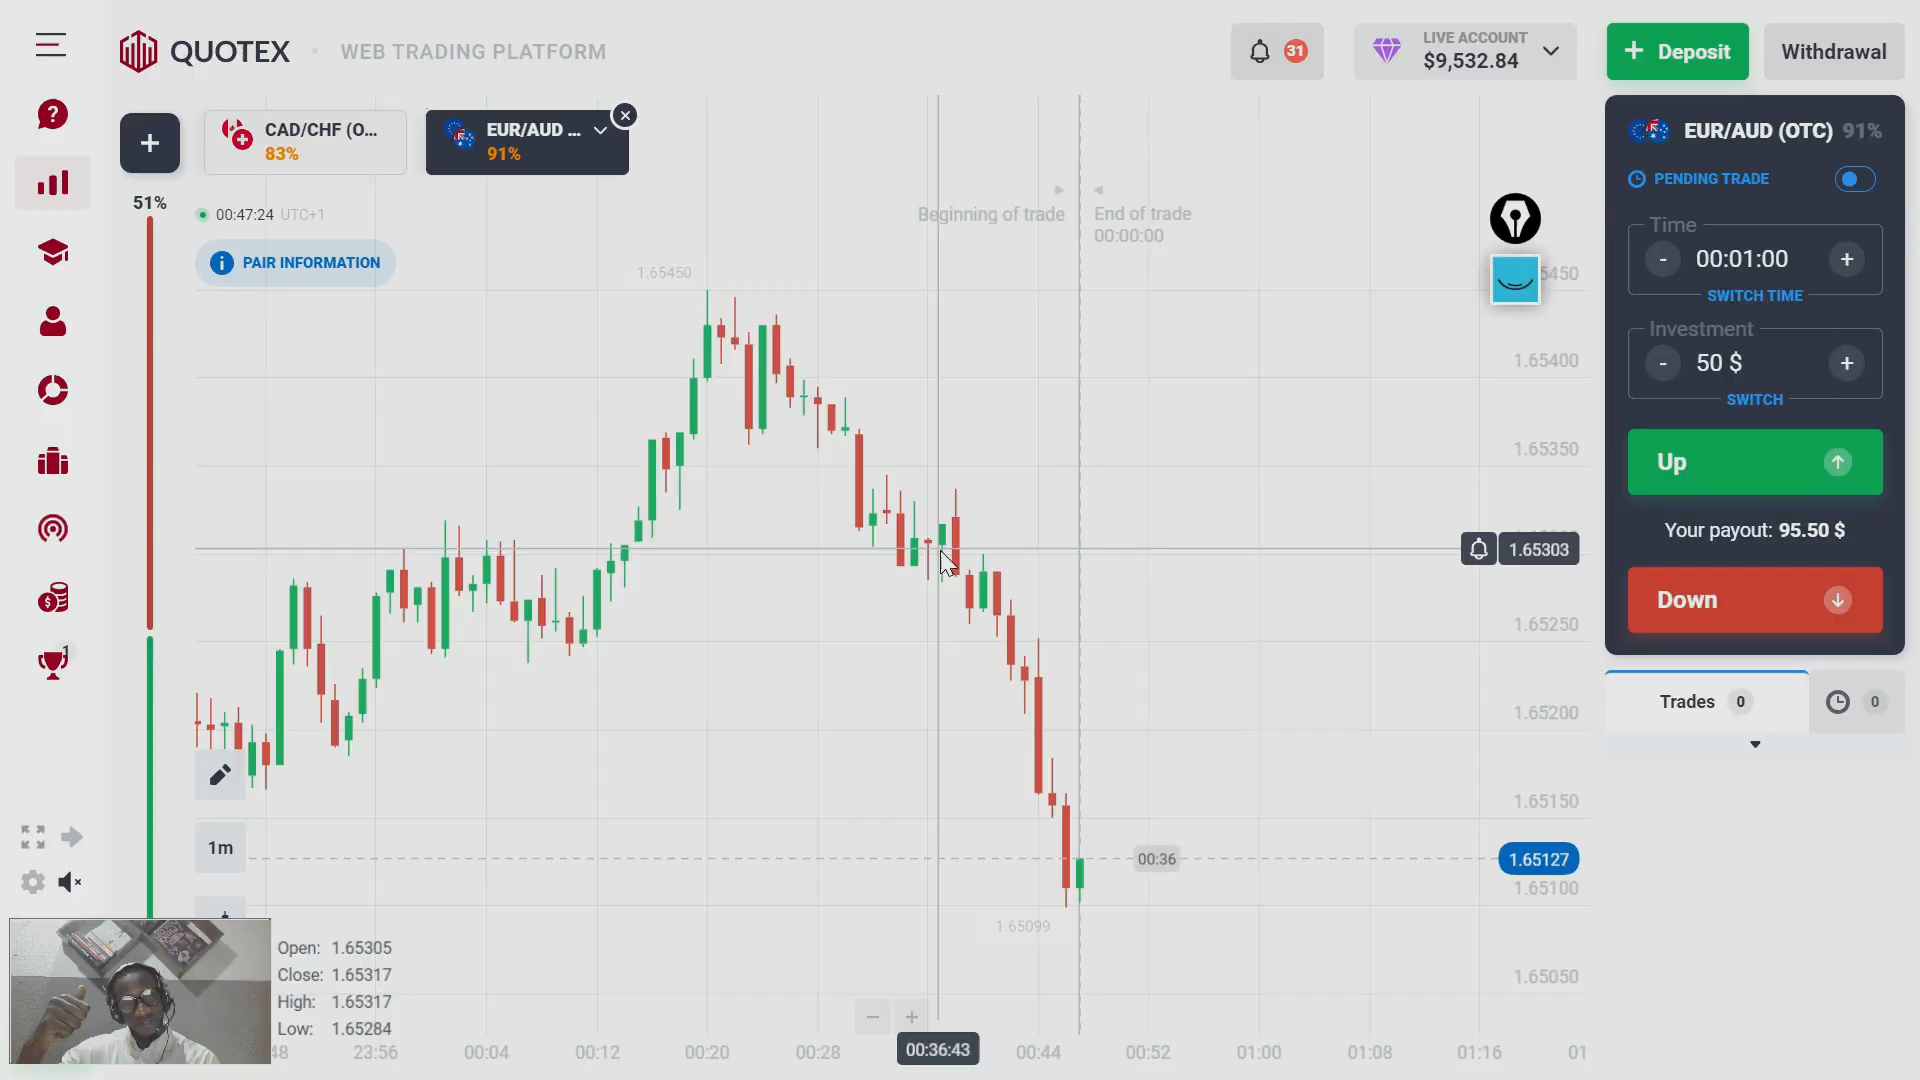 QUOTEX
WEB TRADING PLATFORM
31
LIVE ACCOUNT
$9,532.84
+ Deposit
Withdrawal
+
CAD/CHF (O...
83%
EUR/AUD ...
91%
51%
00:47:24 UTC+1
PAIR INFORMATION
Beginning of trade
End of trade
00:00:00
1.65450
5450
1.65400
1.65350
1.65303
1.65250
1.65200
1.65150
00:36
1.65127
1.65100
1.65099
1.65050
1m
1
Open: 1.65305
Close: 1.65317
High: 1.65317
Low: 1.65284
− +
48 23:56 00:04 00:12 00:20 00:28 00:36:43 00:44 00:52 01:00 01:08 01:16 01
EUR/AUD (OTC) 91%
PENDING TRADE
Time
- 00:01:00 +
SWITCH TIME
Investment
- 50 $ +
SWITCH
Up
Your payout: 95.50 $
Down
Trades 0
0